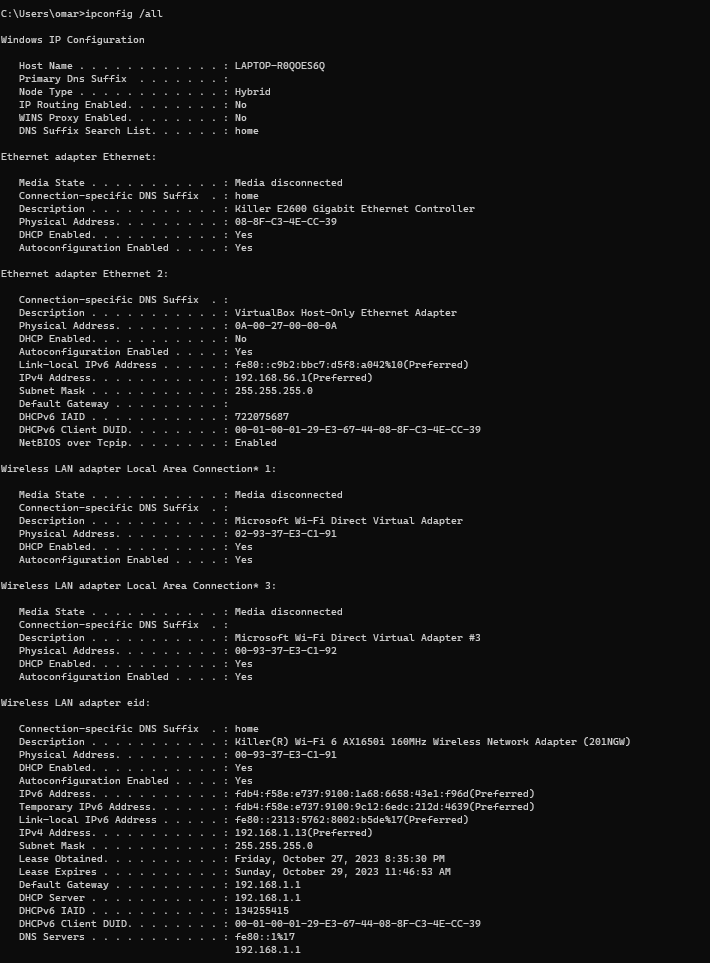 C:\Users\omar>ipconfig /all
Windows IP Configuration
Host Name . . . . . . . . . . . . : LAPTOP-R0QOES6Q
Primary Dns Suffix  . . . . . . . :
Node Type . . . . . . . . . . . . : Hybrid
IP Routing Enabled. . . . . . . . : No
WINS Proxy Enabled. . . . . . . . : No
DNS Suffix Search List. . . . . . : home
Ethernet adapter Ethernet:
Media State . . . . . . . . . . . : Media disconnected
Connection-specific DNS Suffix  . : home
Description . . . . . . . . . . . : Killer E2600 Gigabit Ethernet Controller
Physical Address. . . . . . . . . : 08-8F-C3-4E-CC-39
DHCP Enabled. . . . . . . . . . . : Yes
Autoconfiguration Enabled . . . . : Yes
Ethernet adapter Ethernet 2:
Connection-specific DNS Suffix  . :
Description . . . . . . . . . . . : VirtualBox Host-Only Ethernet Adapter
Physical Address. . . . . . . . . : 0A-00-27-00-00-0A
DHCP Enabled. . . . . . . . . . . : No
Autoconfiguration Enabled . . . . : Yes
Link-local IPv6 Address . . . . . : fe80::c9b2:bbc7:d5f8:a042%10(Preferred)
IPv4 Address. . . . . . . . . . . : 192.168.56.1(Preferred)
Subnet Mask . . . . . . . . . . . : 255.255.255.0
Default Gateway . . . . . . . . . :
DHCPv6 IAID . . . . . . . . . . . : 722075687
DHCPv6 Client DUID. . . . . . . . : 00-01-00-01-29-E3-67-44-08-8F-C3-4E-CC-39
NetBIOS over Tcpip. . . . . . . . : Enabled
Wireless LAN adapter Local Area Connection* 1:
Media State . . . . . . . . . . . : Media disconnected
Connection-specific DNS Suffix  . :
Description . . . . . . . . . . . : Microsoft Wi-Fi Direct Virtual Adapter
Physical Address. . . . . . . . . : 02-93-37-E3-C1-91
DHCP Enabled. . . . . . . . . . . : Yes
Autoconfiguration Enabled . . . . : Yes
Wireless LAN adapter Local Area Connection* 3:
Media State . . . . . . . . . . . : Media disconnected
Connection-specific DNS Suffix  . :
Description . . . . . . . . . . . : Microsoft Wi-Fi Direct Virtual Adapter #3
Physical Address. . . . . . . . . : 00-93-37-E3-C1-92
DHCP Enabled. . . . . . . . . . . : Yes
Autoconfiguration Enabled . . . . : Yes
Wireless LAN adapter eid:
Connection-specific DNS Suffix  . : home
Description . . . . . . . . . . . : Killer(R) Wi-Fi 6 AX1650i 160MHz Wireless Network Adapter (201NGW)
Physical Address. . . . . . . . . : 00-93-37-E3-C1-91
DHCP Enabled. . . . . . . . . . . : Yes
Autoconfiguration Enabled . . . . : Yes
IPv6 Address. . . . . . . . . . . : fdb4:f58e:e737:9100:1a68:6658:43e1:f96d(Preferred)
Temporary IPv6 Address. . . . . . : fdb4:f58e:e737:9100:9c12:6edc:212d:4639(Preferred)
Link-local IPv6 Address . . . . . : fe80::2313:5762:8002:b5de%17(Preferred)
IPv4 Address. . . . . . . . . . . : 192.168.1.13(Preferred)
Subnet Mask . . . . . . . . . . . : 255.255.255.0
Lease Obtained. . . . . . . . . . : Friday, October 27, 2023 8:35:30 PM
Lease Expires . . . . . . . . . . : Sunday, October 29, 2023 11:46:53 AM
Default Gateway . . . . . . . . . : 192.168.1.1
DHCP Server . . . . . . . . . . . : 192.168.1.1
DHCPv6 IAID . . . . . . . . . . . : 134255415
DHCPv6 Client DUID. . . . . . . . : 00-01-00-01-29-E3-67-44-08-8F-C3-4E-CC-39
DNS Servers . . . . . . . . . . . : fe80::1%17
192.168.1.1